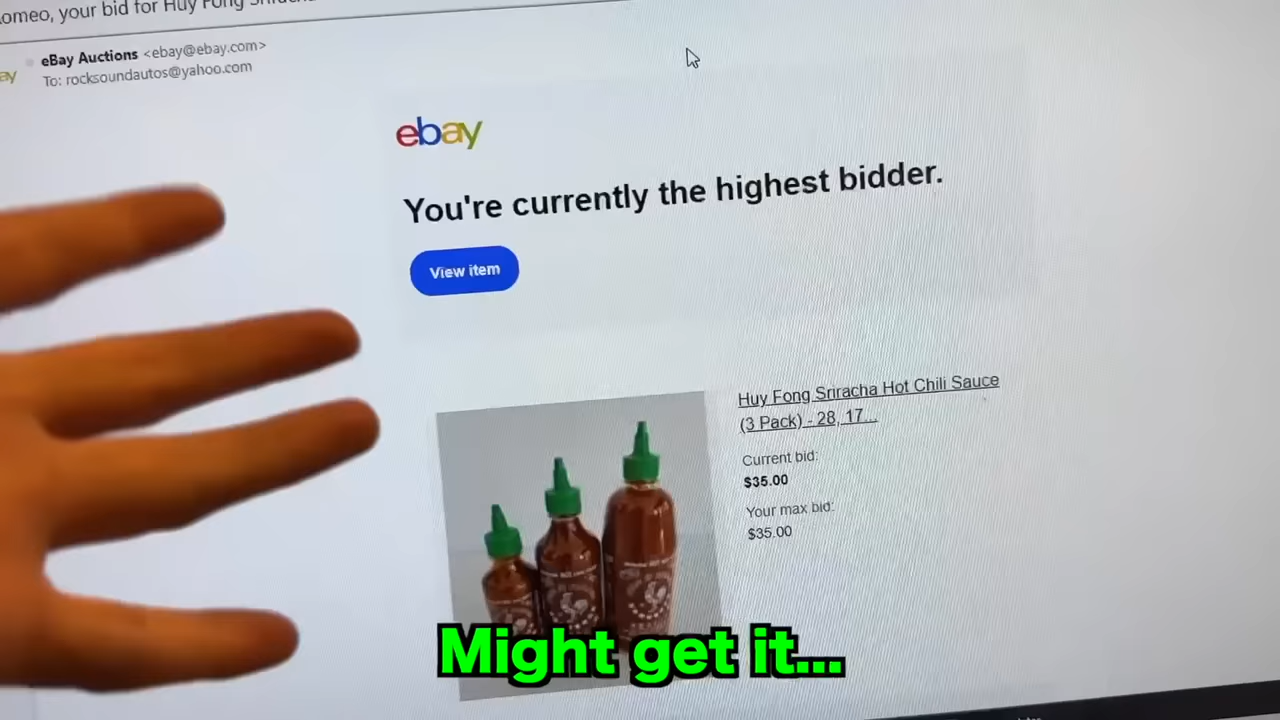 omeo, your bid for Huy Fong Sriracha
eBay Auctions <ebay@ebay.com>
To: rocksoundautos@yahoo.com
ay
ebay
You're currently the highest bidder.
View item
Huy Fong Sriracha Hot Chili Sauce
(3 Pack) - 28, 17...
Current bid:
$35.00
Your max bid:
$35.00
Might get it...